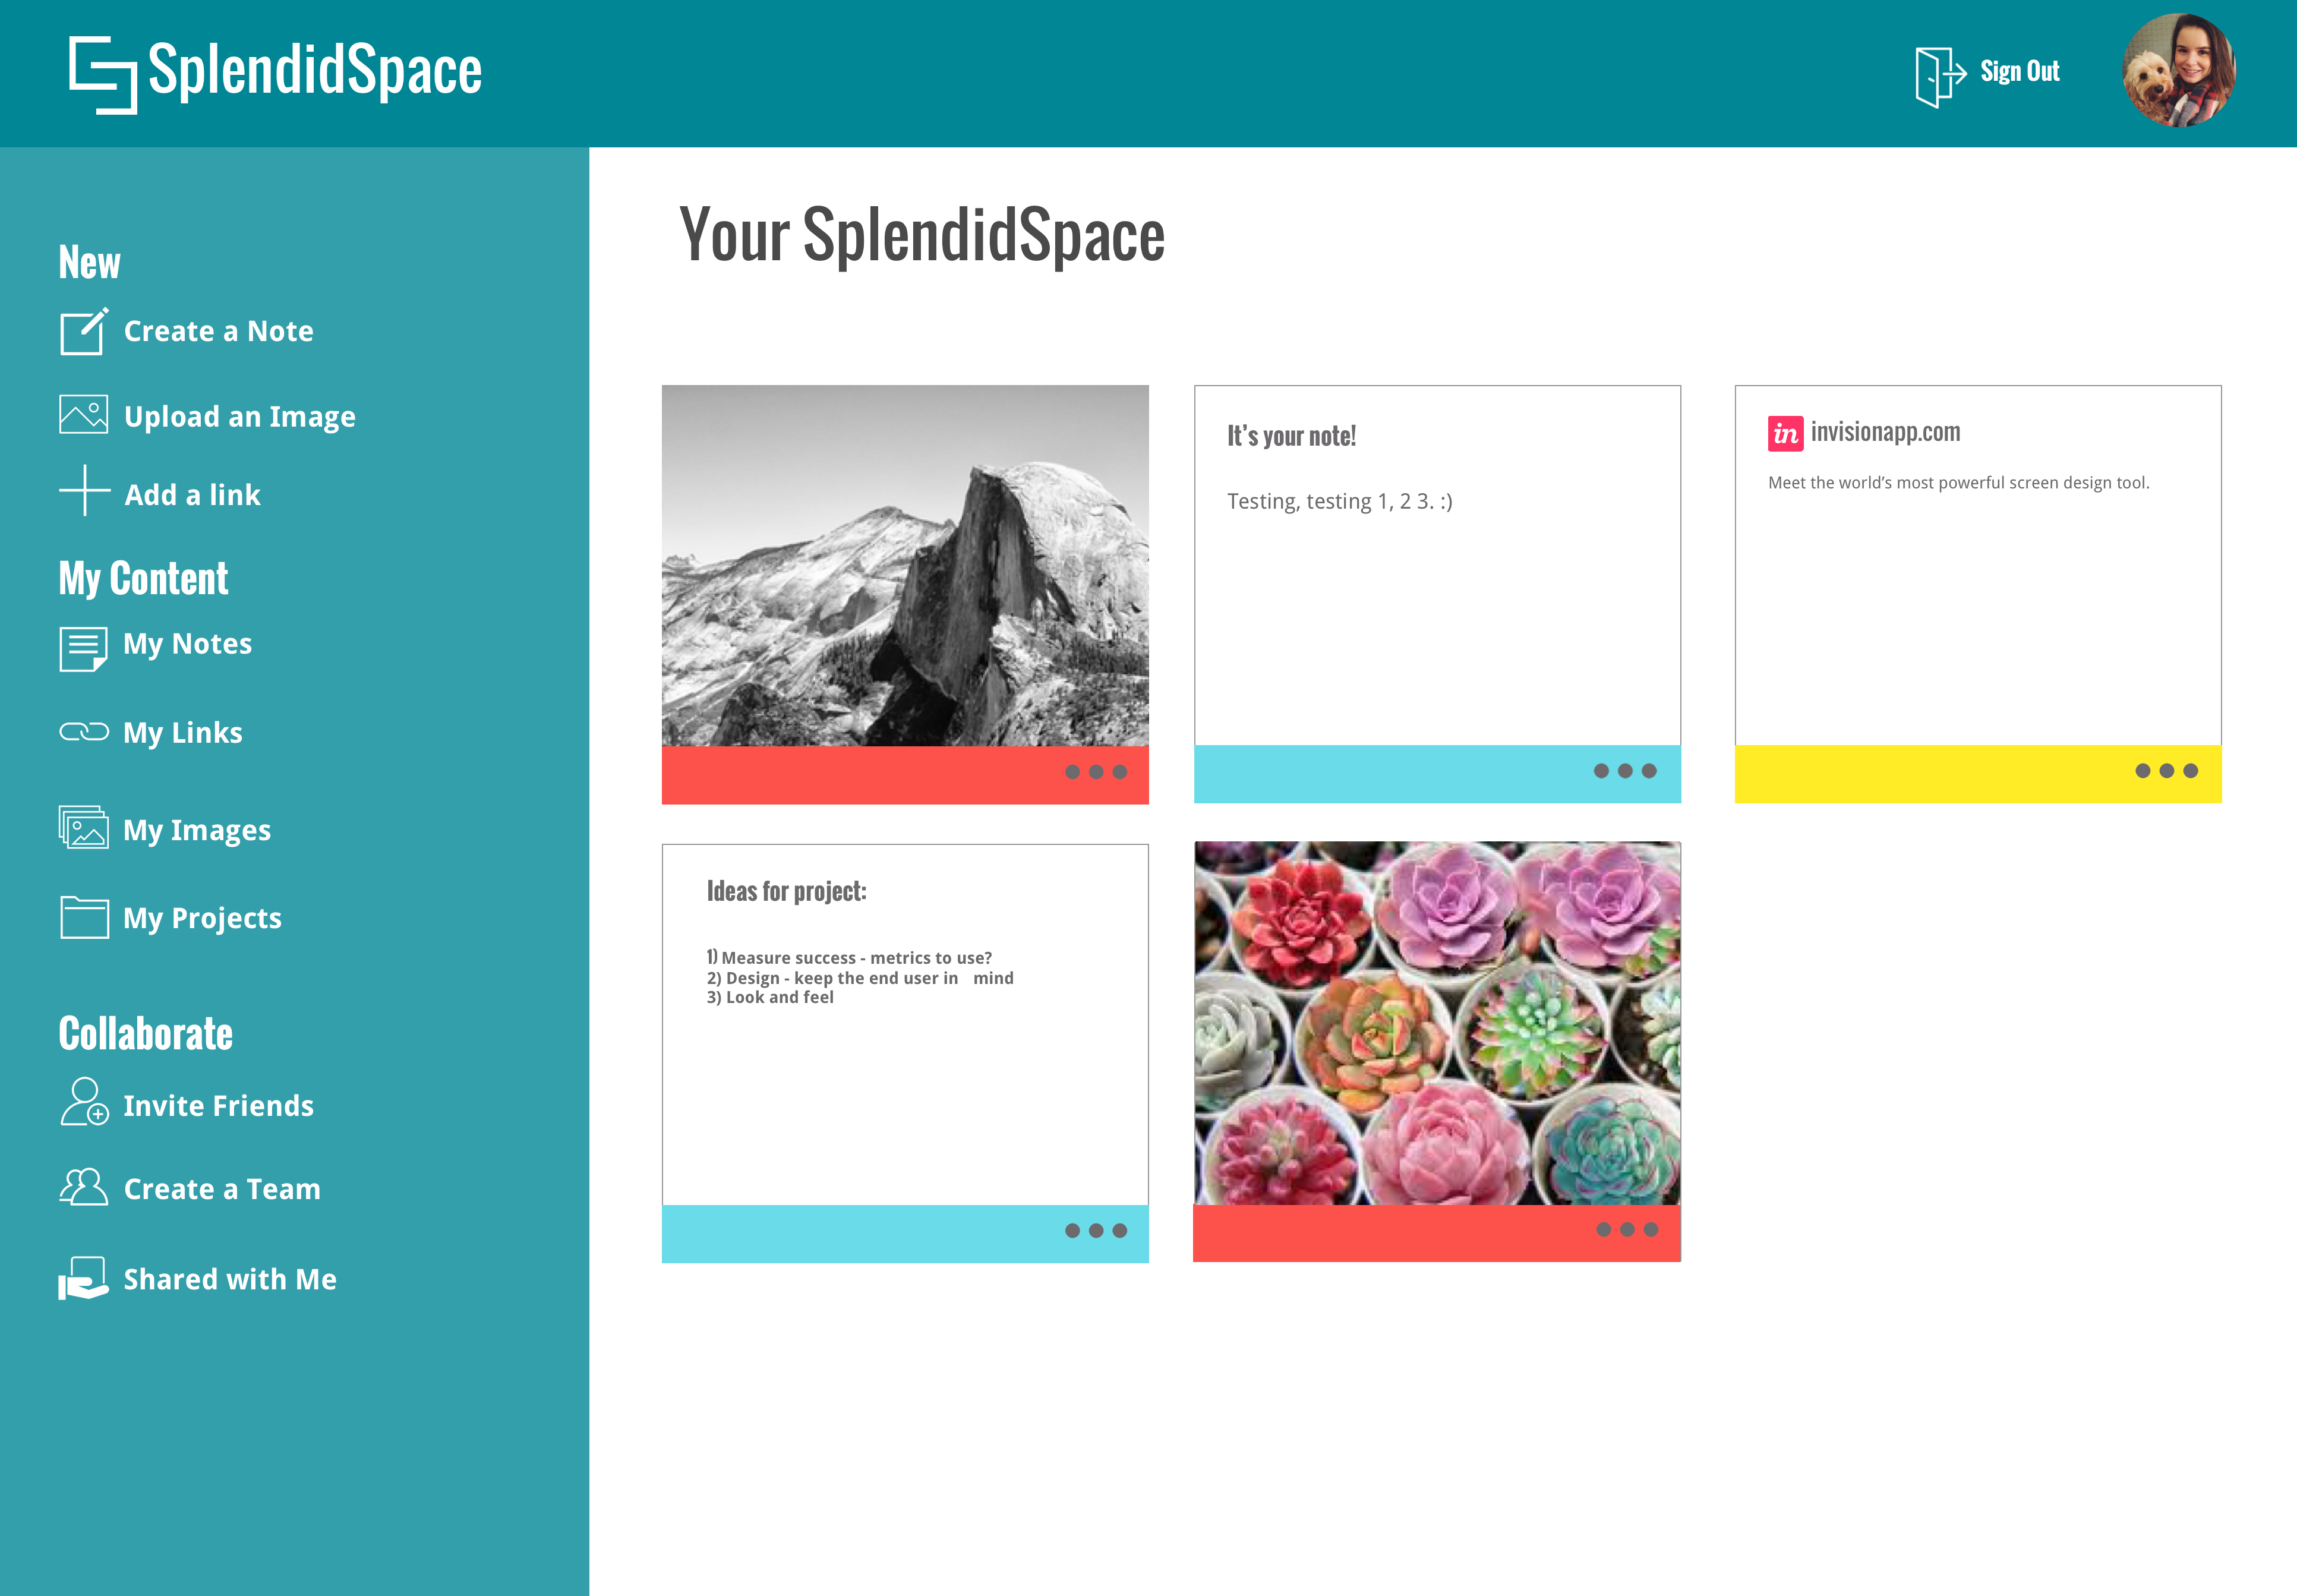 SplendidSpace
Sign Out
New
Create a Note
Upload an Image
Add a link
My Content
My Notes
My Links
My Images
My Projects
Collaborate
Invite Friends
Create a Team
Shared with Me
Your SplendidSpace
It's your note!
Testing, testing 1, 2 3. :)
in invisionapp.com
Meet the world's most powerful screen design tool.
Ideas for project:
1) Measure success - metrics to use?
2) Design - keep the end user in   mind
3) Look and feel